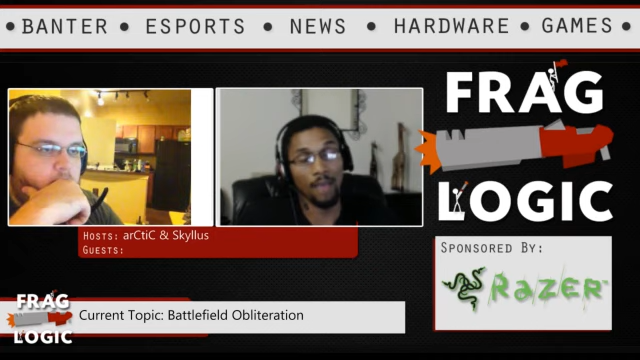 • BANTER • ESPORTS • NEWS • HARDWARE • GAMES •
FRAG
LOGIC
HOSTS: arCtiC & Skyllus
GUESTS:
SPONSORED BY:
RAZER
FRAG
LOGIC
Current Topic: Battlefield Obliteration